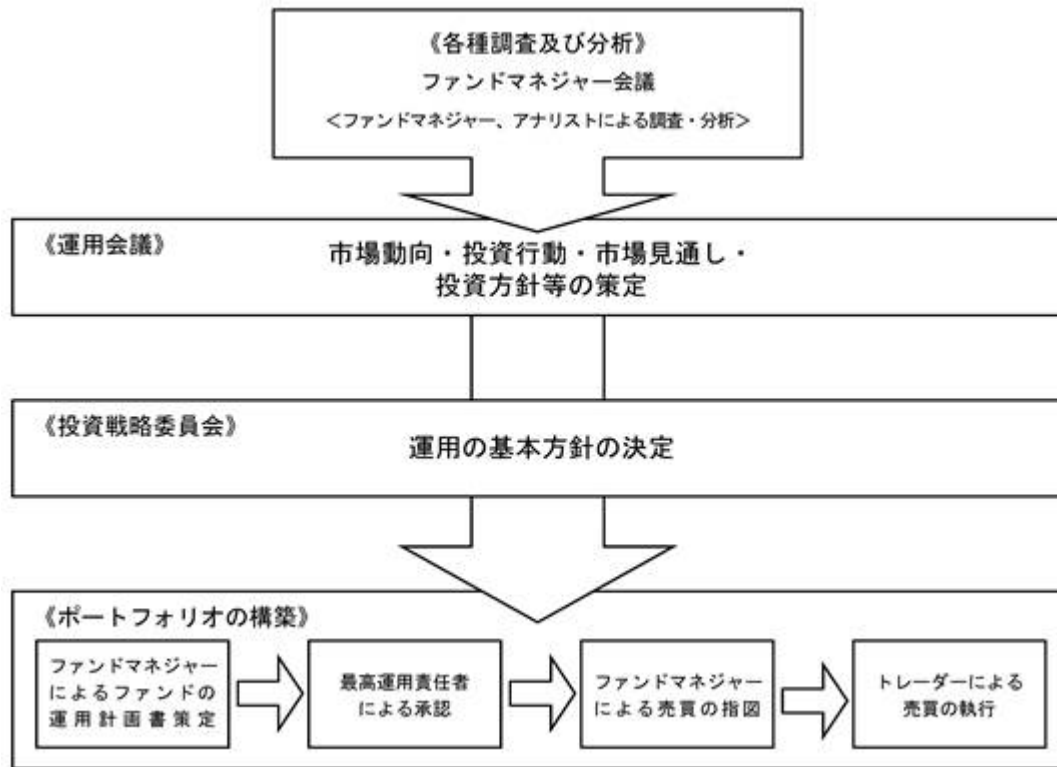 《各種調査及び分析》
ファンドマネジャー会議
<ファンドマネジャー、アナリストによる調査・分析>
《運用会議》
市場動向・投資行動・市場見通し・
投資方針等の策定
《投資戦略委員会》
運用の基本方針の決定
《ポートフォリオの構築》
ファンドマネジャー
によるファンドの
運用計画書策定
最高運用責任者
による承認
ファンドマネジャー
による売買の指図
トレーダーによる
売買の執行